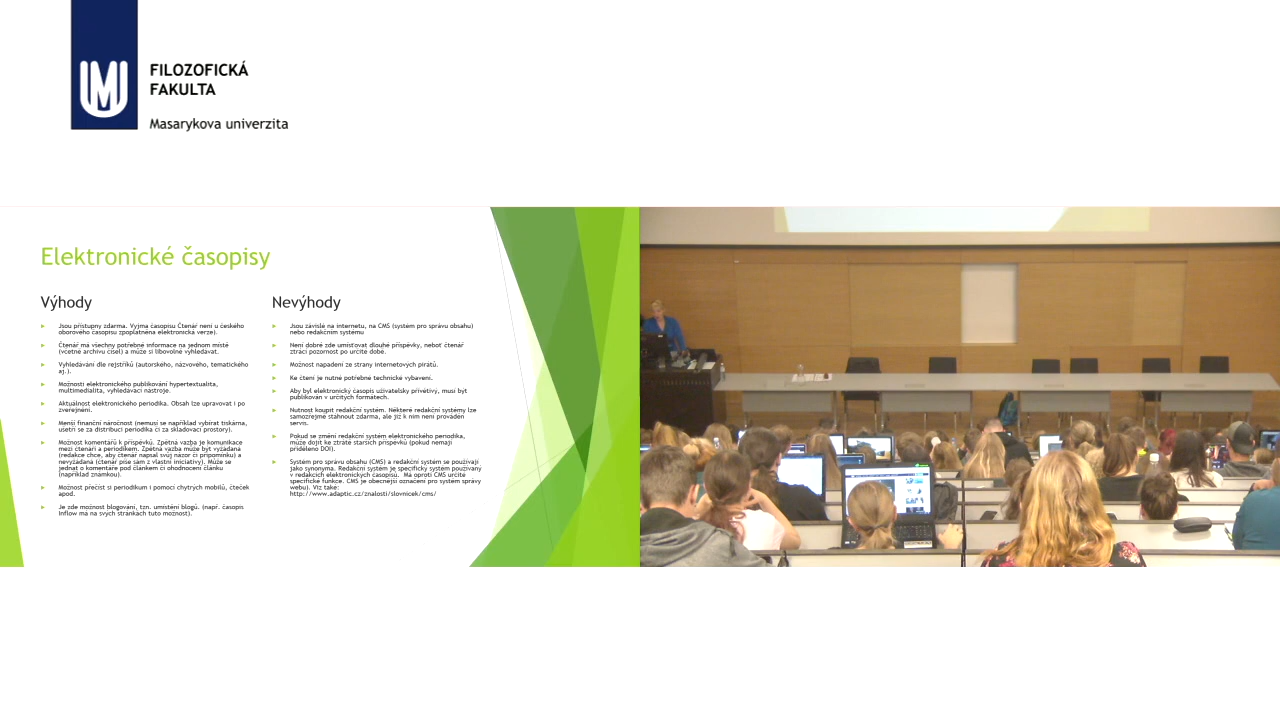 FILOZOFICKÁ
FAKULTA
Masarykova univerzita
Elektronické časopisy
Výhody
Jsou přístupny zdarma. Vyjma časopisu Čtenář není u českého
oborového časopisu zpoplatněna elektronická verze).
Čtenář má všechny potřebné informace na jednom místě
(včetně archivu čísel) a může si libovolně vyhledávat.
Vyhledávání dle rejstříků (autorského, názvového, tematického
aj.).
Možnosti elektronického publikování hypertextualita,
multimedialita, vyhledávací nástroje.
Aktuálnost elektronického periodika. Obsah lze upravovat i po
zveřejnění.
Menší finanční náročnost (nemusí se například vybírat tiskárna,
ušetří se za distribuci periodika či za skladovací prostory).
Možnost komentářů k příspěvků. Zpětná vazba je komunikace
mezi čtenáři a periodikem. Zpětná vazba může být vyžádaná
(redakce chce, aby čtenář napsal svůj názor či připomínku) a
nevyžádaná (čtenář píše sám z vlastní iniciativy). Může se
jednat o komentáře pod článkem či ohodnocení článku
(například známkou).
Možnost přečíst si periodikum i pomocí chytrých mobilů, čteček
apod.
Je zde možnost blogování, tzn. umístění blogů. (např. časopis
Inflow má na svých stránkách tuto možnost).
Nevýhody
Jsou závislé na internetu, na CMS (systém pro správu obsahu)
nebo redakčním systému
Není dobré zde umísťovat dlouhé příspěvky, neboť čtenář
ztrácí pozornost po určité době.
Možnost napadení ze strany internetových pirátů.
Ke čtení je nutné potřebné technické vybavení.
Aby byl elektronický časopis uživatelsky přívětivý, musí být
publikován v určitých formátech.
Nutnost koupit redakční systém. Některé redakční systémy lze
samozřejmě stáhnout zdarma, ale již k nim není prováděn
servis.
Pokud se změní redakční systém elektronického periodika,
může dojít ke ztrátě starších příspěvků (pokud nemají
přiděleno DOI).
Systém pro správu obsahu (CMS) a redakční systém se používají
jako synonyma. Redakční systém je specifický systém používaný
v redakcích elektronických časopisů. Má oproti CMS určité
specifické funkce. CMS je obecnější označení pro systém správy
webu). Viz také:
http://www.adaptic.cz/znalosti/slovnicek/cms/